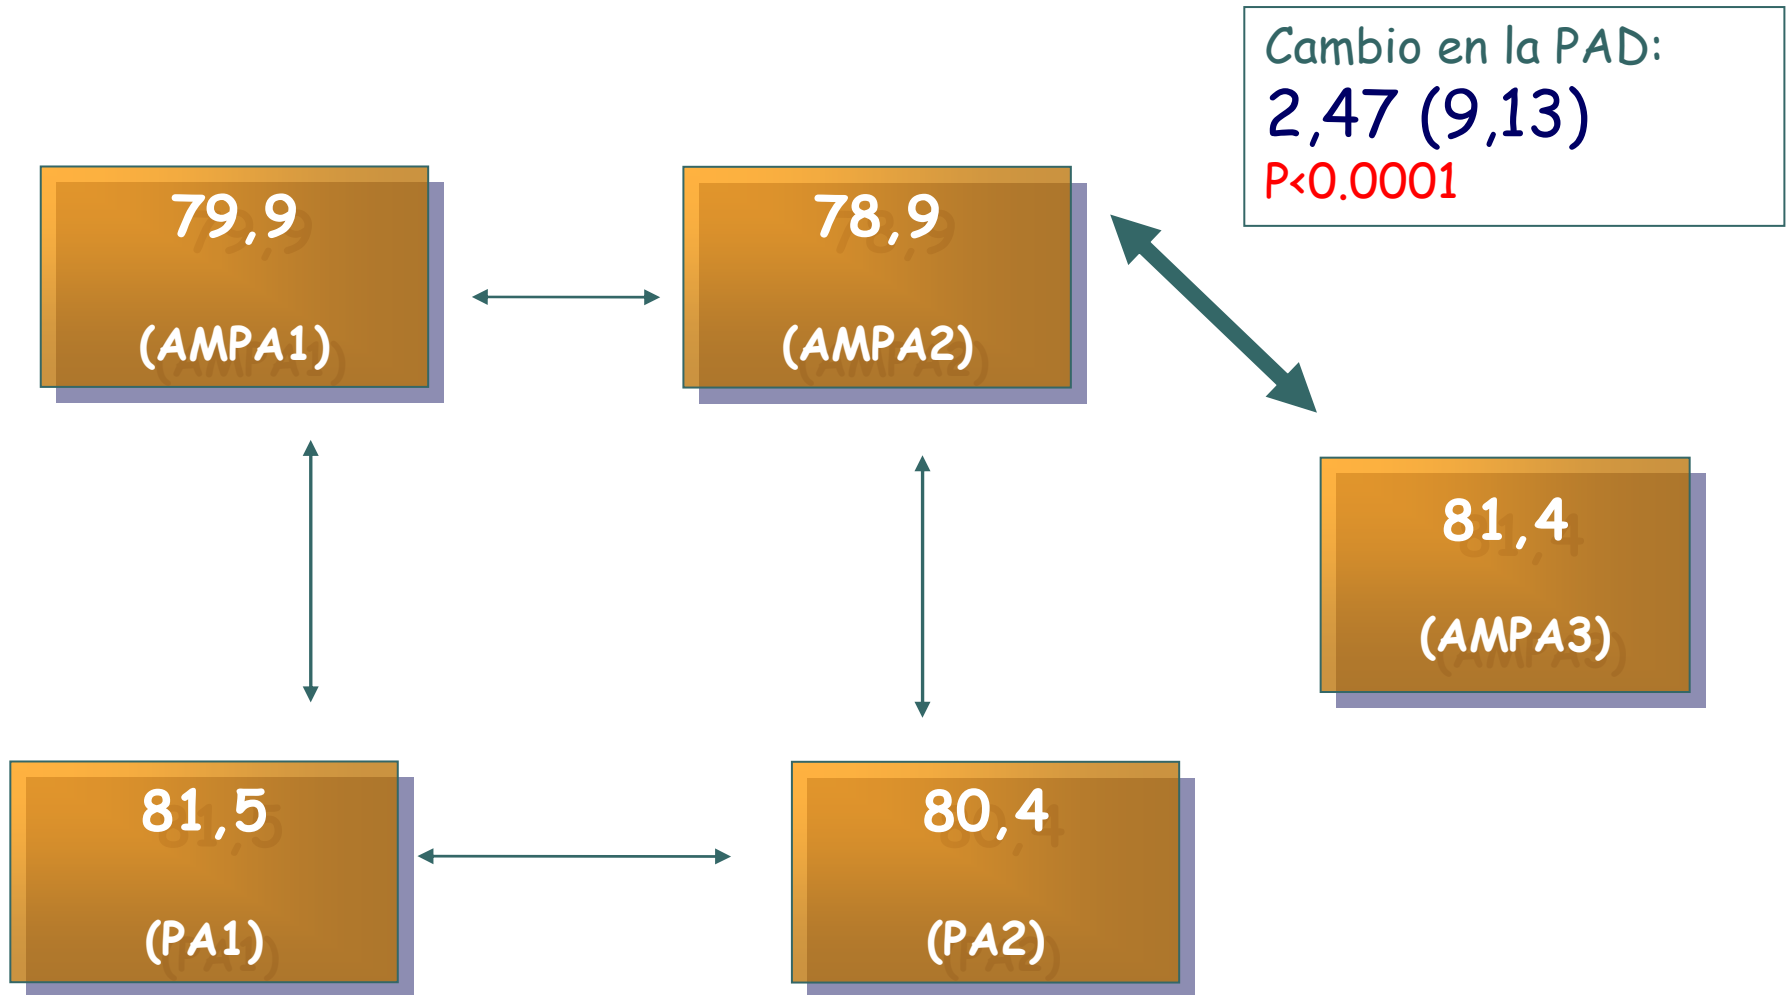 Cambio en la PAD:
2,47 (9,13)
P<0.0001
79,9
(AMPA1)
78,9
(AMPA2)
81,4
(AMPA3)
81,5
(PA1)
80,4
(PA2)